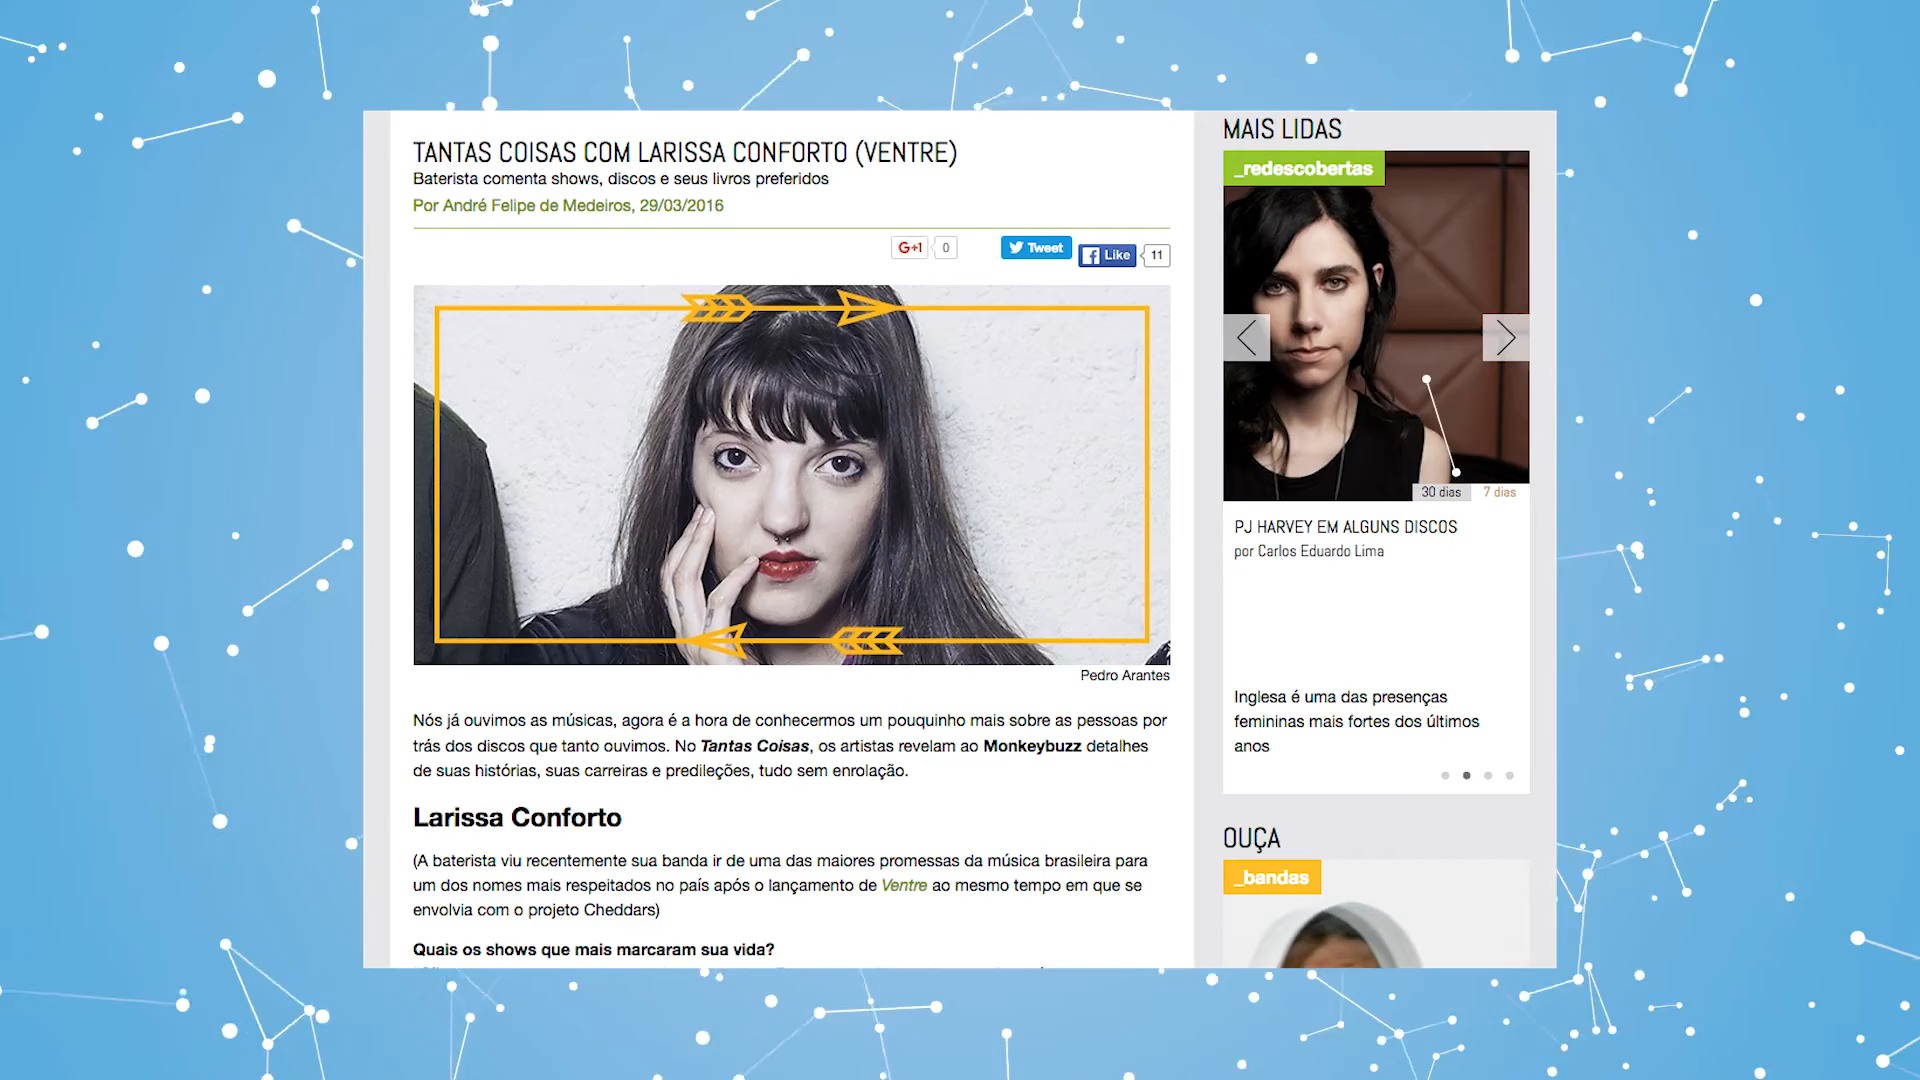 TANTAS COISAS COM LARISSA CONFORTO (VENTRE)
Baterista comenta shows, discos e seus livros preferidos
Por André Felipe de Medeiros, 29/03/2016
G+1 0
Tweet
Like 11
Pedro Arantes
Nós já ouvimos as músicas, agora é a hora de conhecermos um pouquinho mais sobre as pessoas por
trás dos discos que tanto ouvimos. No Tantas Coisas, os artistas revelam ao Monkeybuzz detalhes
de suas histórias, suas carreiras e predileções, tudo sem enrolação.
Larissa Conforto
(A baterista viu recentemente sua banda ir de uma das maiores promessas da música brasileira para
um dos nomes mais respeitados no país após o lançamento de Ventre ao mesmo tempo em que se
envolvia com o projeto Cheddars)
Quais os shows que mais marcaram sua vida?
MAIS LIDAS
_redescobertas
30 dias 7 dias
PJ HARVEY EM ALGUNS DISCOS
por Carlos Eduardo Lima
Inglesa é uma das presenças
femininas mais fortes dos últimos
anos
OUÇA
_bandas